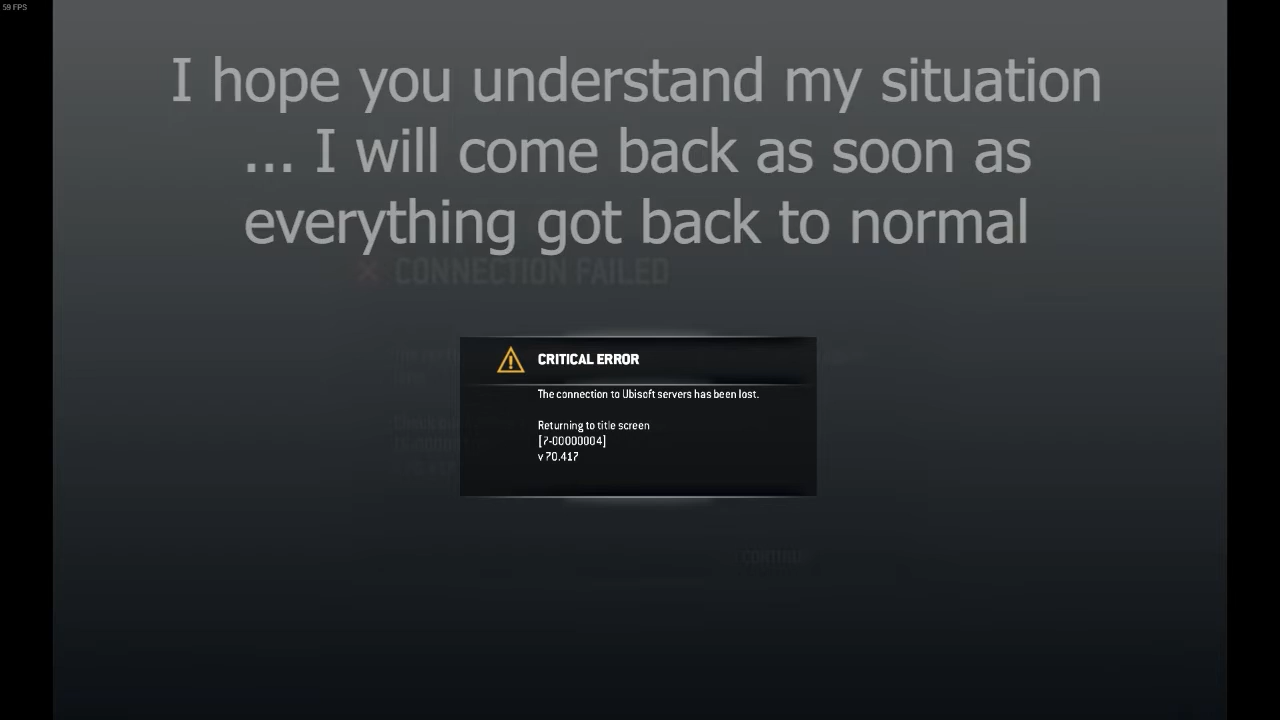 59 FPS
I hope you understand my situation
... I will come back as soon as
everything got back to normal
CONNECTION FAILED
CRITICAL ERROR
The connection to Ubisoft servers has been lost.
Returning to title screen
[7-00000004]
v 70.417
CONTINUE